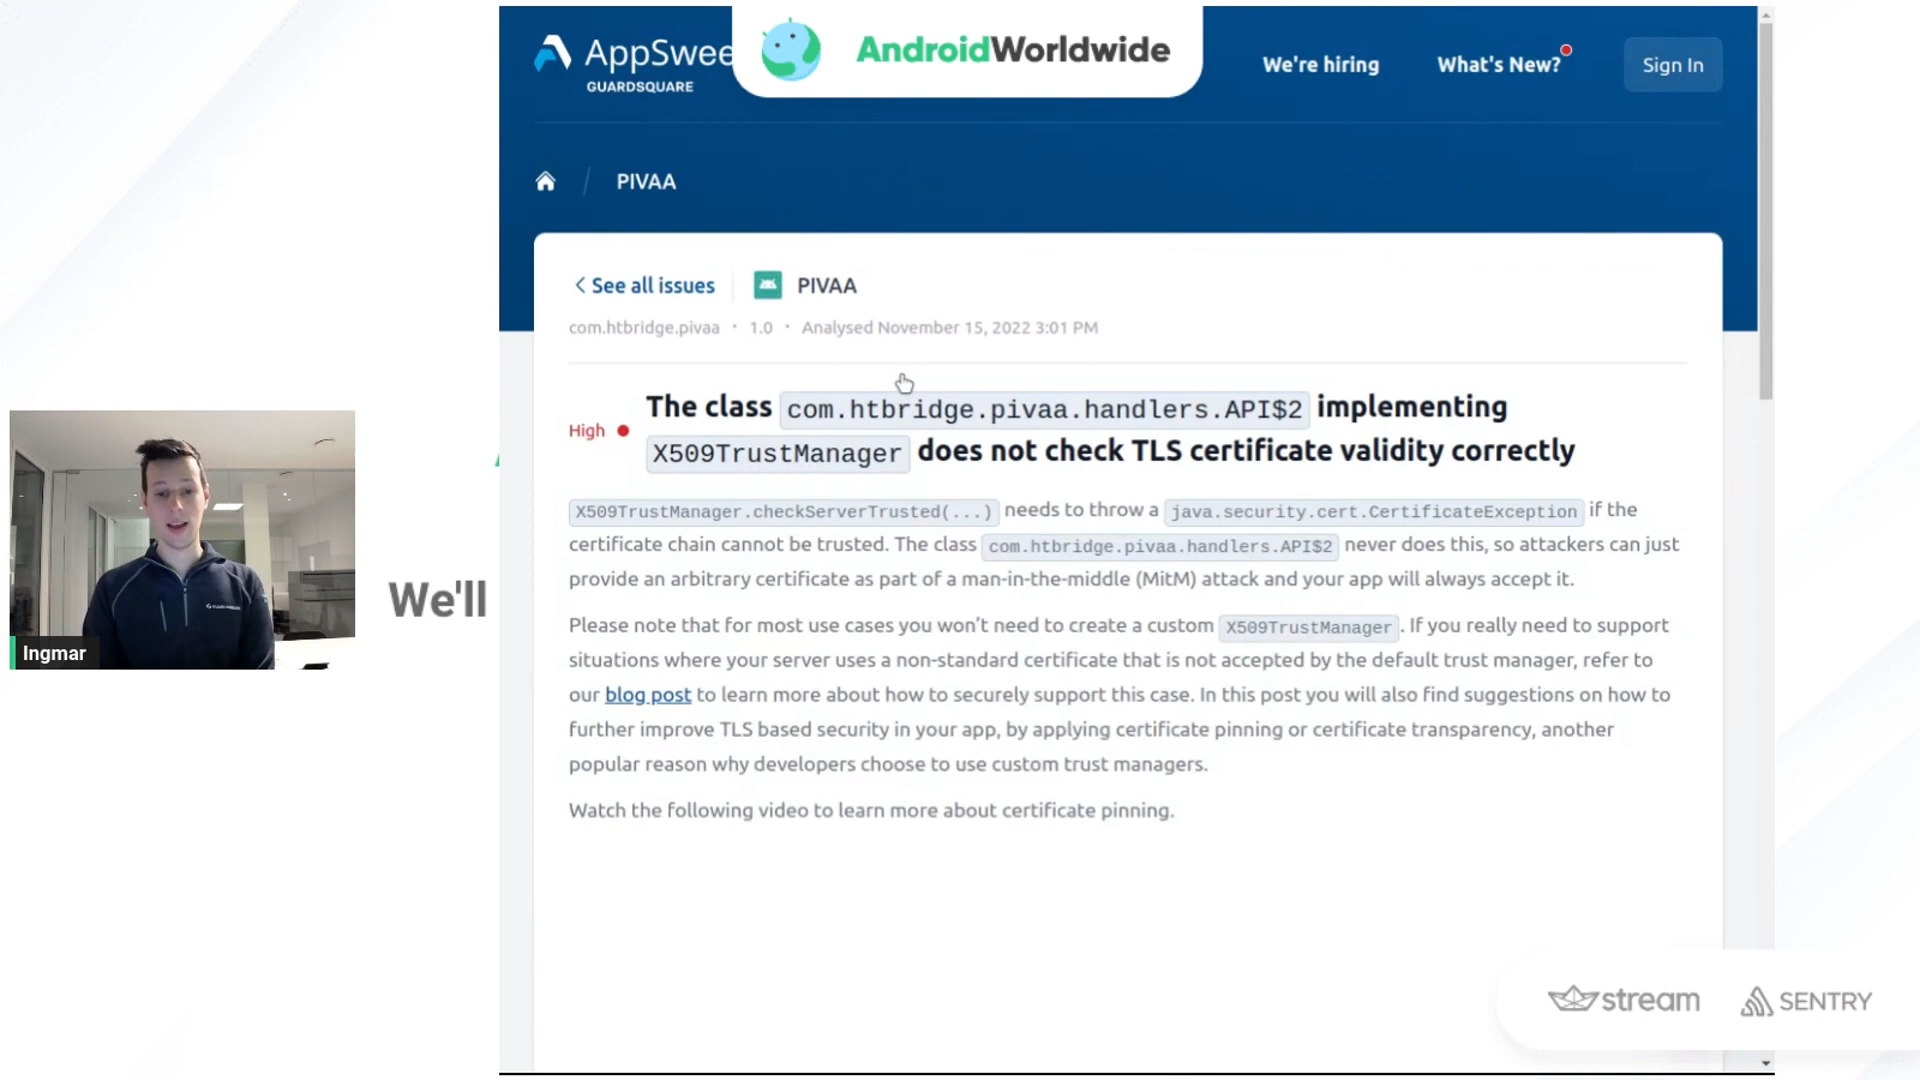 AppSwee
GUARDSQUARE
AndroidWorldwide
We're hiring
What's New?
Sign In
PIVAA
See all issues
PIVAA
com.htbridge.pivaa · 1.0 · Analysed November 15, 2022 3:01 PM
High
The class com.htbridge.pivaa.handlers.API$2 implementing
X509TrustManager does not check TLS certificate validity correctly
X509TrustManager.checkServerTrusted(...) needs to throw a java.security.cert.CertificateException if the
certificate chain cannot be trusted. The class com.htbridge.pivaa.handlers.API$2 never does this, so attackers can just
provide an arbitrary certificate as part of a man-in-the-middle (MitM) attack and your app will always accept it.
Please note that for most use cases you won't need to create a custom X509TrustManager. If you really need to support
situations where your server uses a non-standard certificate that is not accepted by the default trust manager, refer to
our blog post to learn more about how to securely support this case. In this post you will also find suggestions on how to
further improve TLS based security in your app, by applying certificate pinning or certificate transparency, another
popular reason why developers choose to use custom trust managers.
Watch the following video to learn more about certificate pinning.
Ingmar
We'll
stream
SENTRY